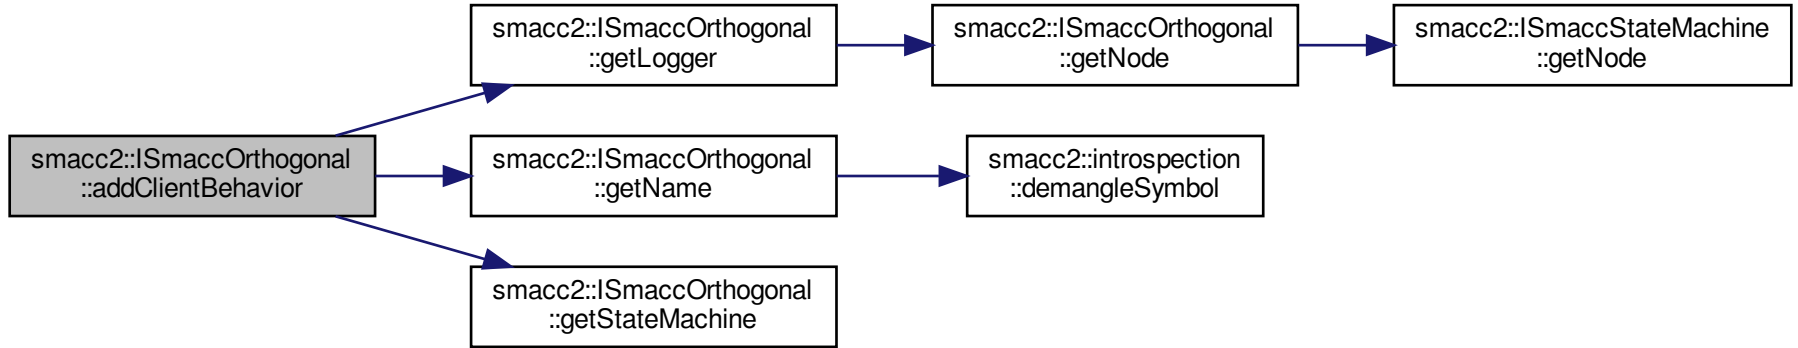 smacc2::ISmaccOrthogonal
::addClientBehavior
smacc2::ISmaccOrthogonal
::getLogger
smacc2::ISmaccOrthogonal
::getNode
smacc2::ISmaccStateMachine
::getNode
smacc2::ISmaccOrthogonal
::getName
smacc2::introspection
::demangleSymbol
smacc2::ISmaccOrthogonal
::getStateMachine